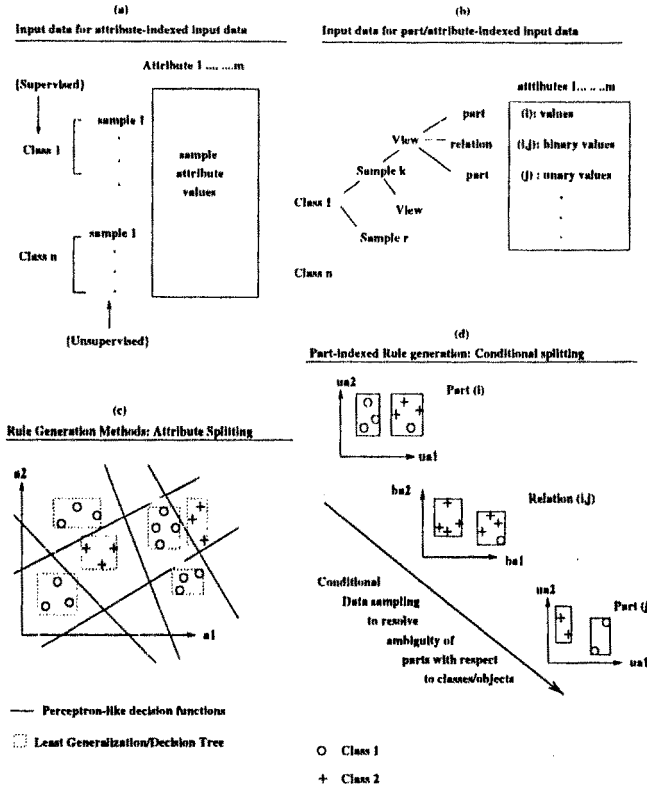 (a)
Input data for attribute-indexed input data
Attribute 1 .... ....m
{Supervised}
sample 1
Class 1
sample
attribute
values
sample 1
Class n
{Unsupervised}
(b)
Input data for part/attribute-indexed input data
attributes 1... .. ..m
part
(i): values
View
relation
(i,j): binary values
Sample k
part
(j) : unary values
Class 1
View
Sample r
Class n
(c)
Rule Generation Methods: Attribute Splitting
a2
a1
Perceptron-like decision functions
Least Generalization/Decision Tree
(d)
Part-indexed Rule generation: Conditional splitting
ua2
Part (i)
ua1
ba2
Relation (i,j)
ba1
Conditional
Data sampling
to resolve
ambiguity of
parts with respect
to classes/objects
ua2
Part (j
ua1
Class 1
Class 2